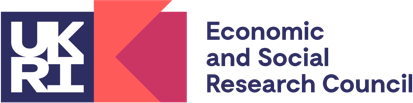 UK
RI
Economic
and Social
Research Council